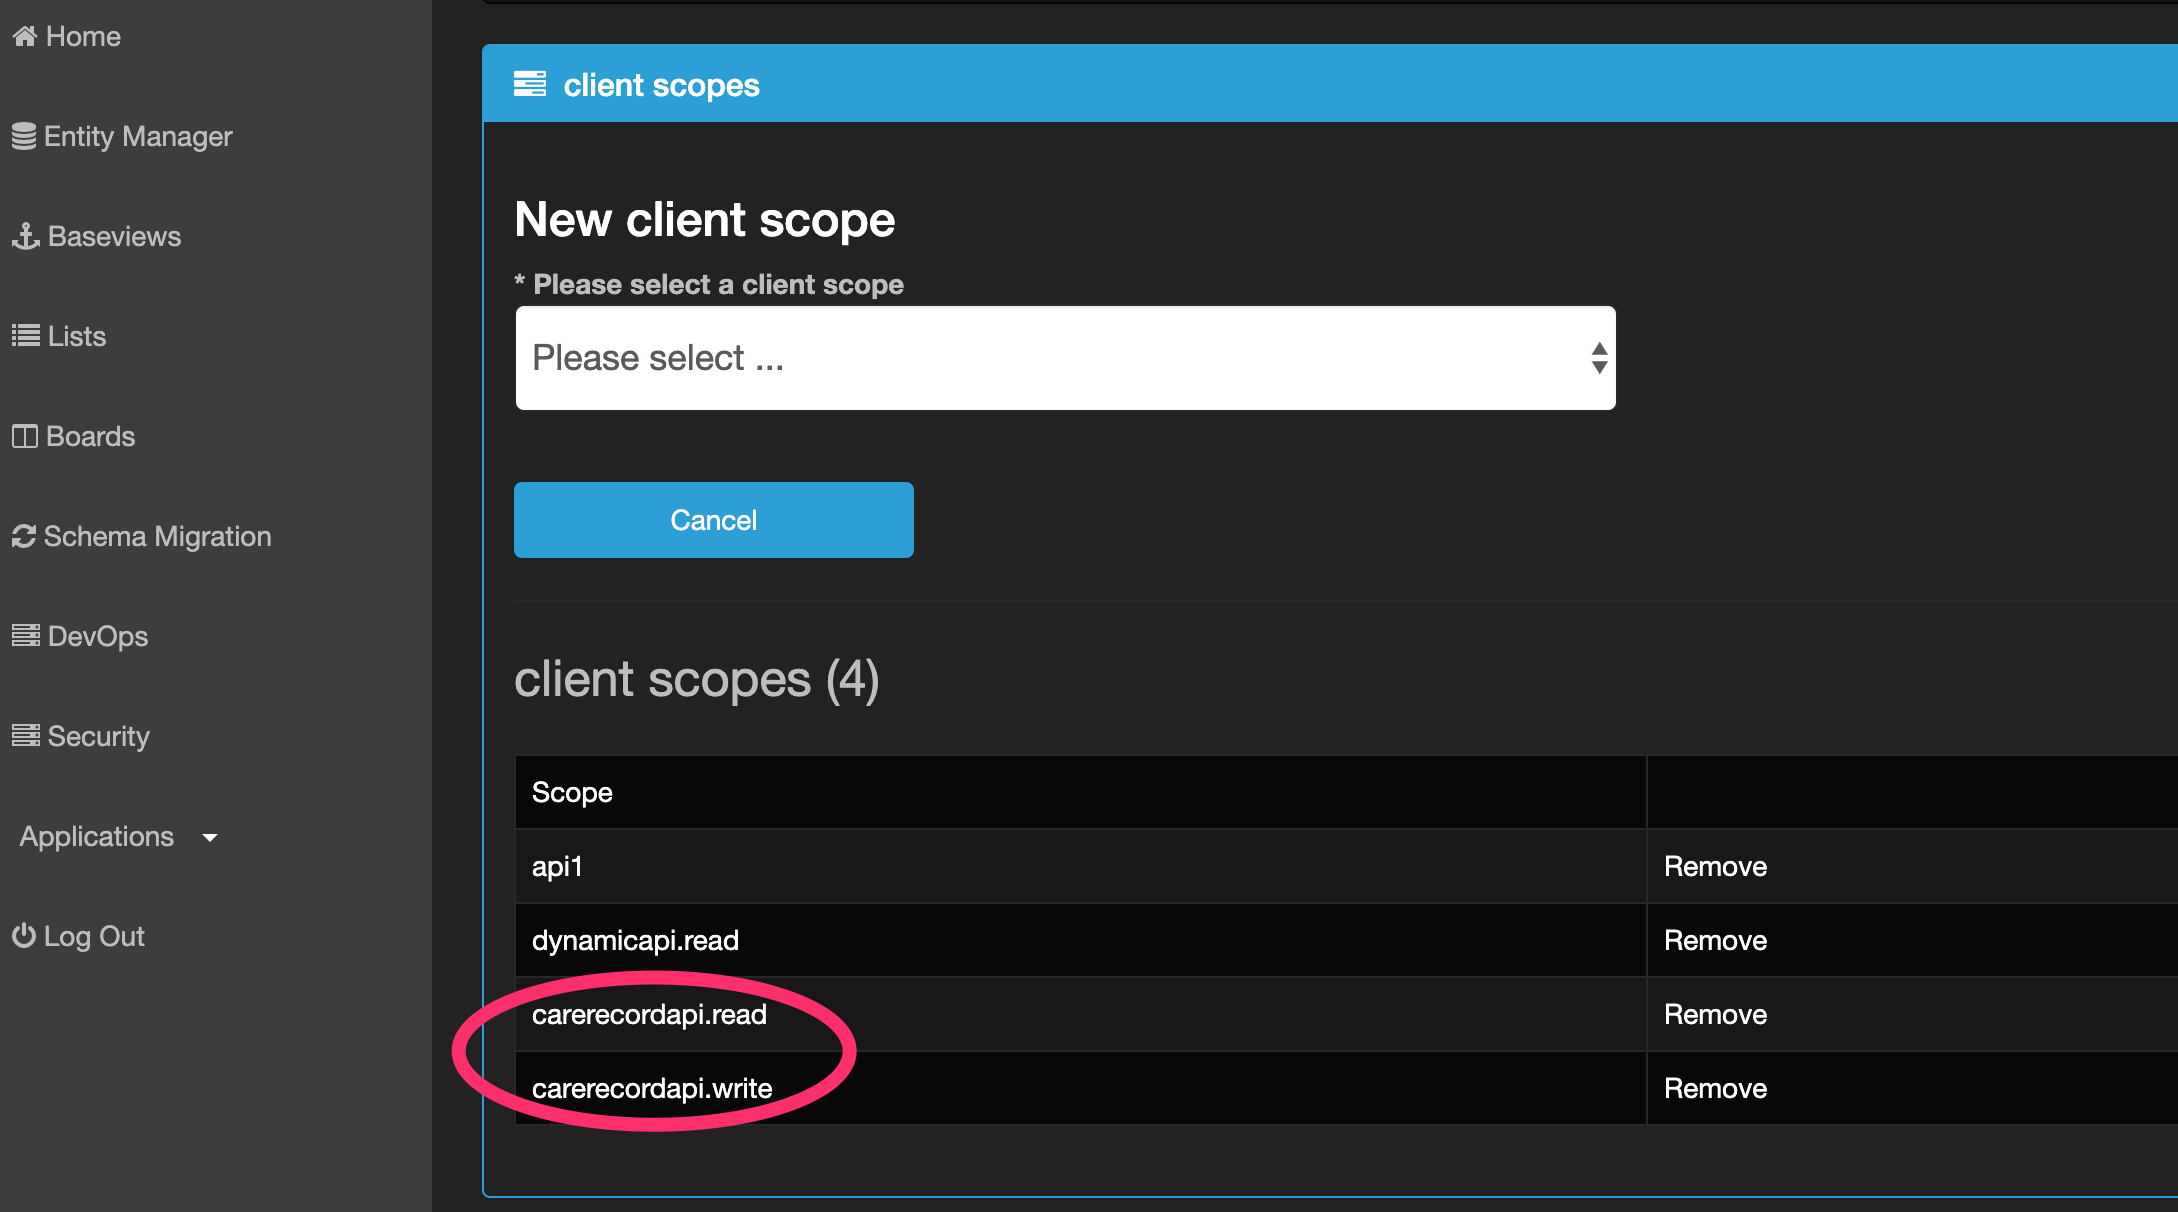 Home
Entity Manager
Baseviews
Lists
Boards
Schema Migration
DevOps
Security
Applications
Log Out
client scopes
New client scope
* Please select a client scope
Please select ...
Cancel
client scopes (4)
Scope
api1 Remove
dynamicapi.read Remove
carerecordapi.read Remove
carerecordapi.write Remove